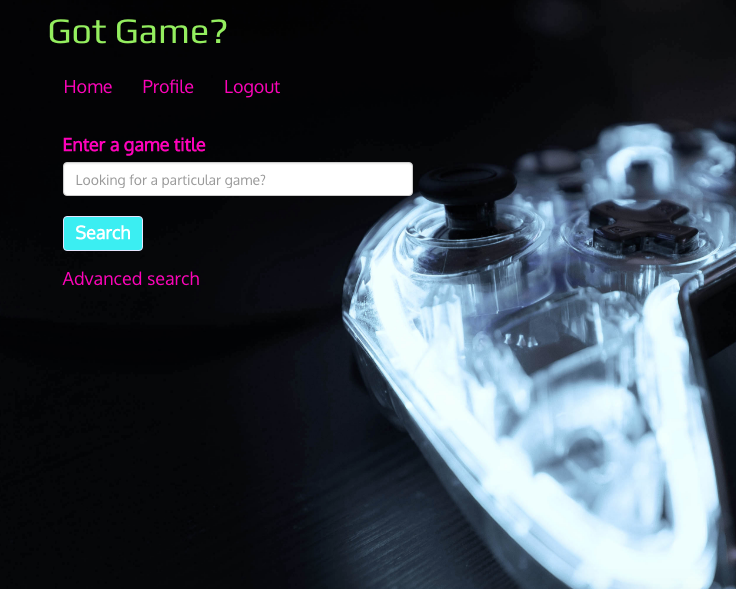 Got Game?
Home Profile Logout
Enter a game title
Looking for a particular game?
Search
Advanced search